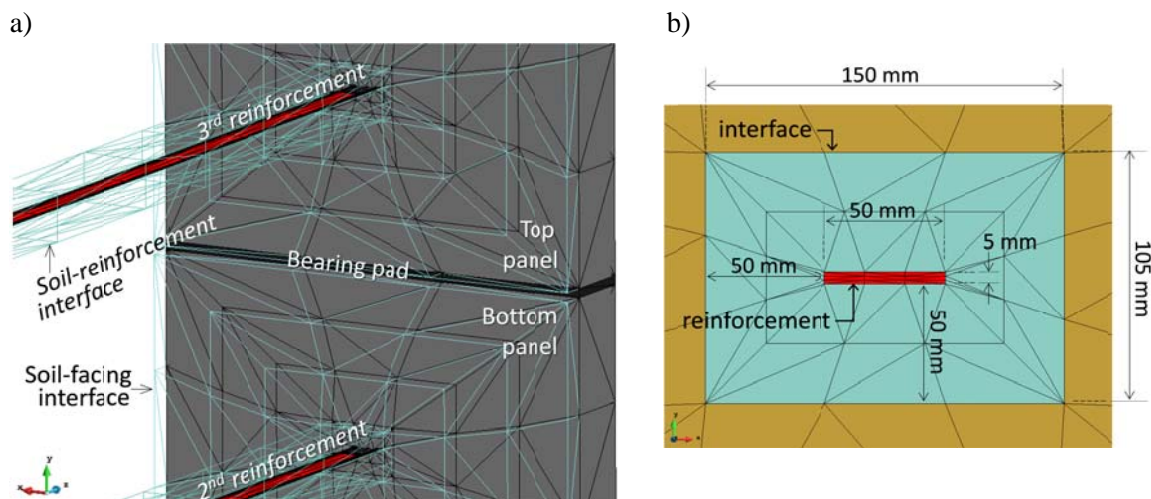 a)
3rd reinforcement
Soil-reinforcement
interface
Bearing pad
Top
panel
Bottom
panel
Soil-facing
interface
2nd reinforcement
y
x
z
b)
150 mm
interface
50 mm
5 mm
50 mm
reinforcement
50 mm
105 mm
y
x